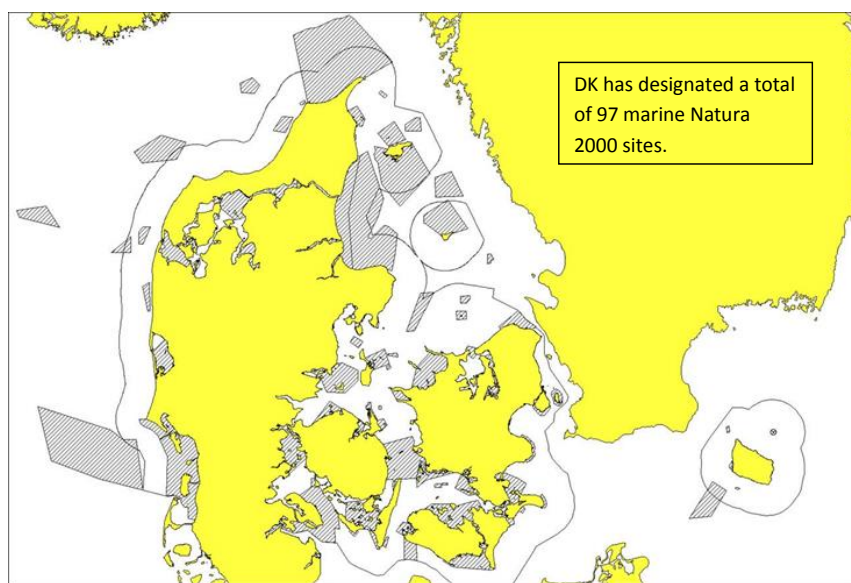 DK has designated a total
of 97 marine Natura
2000 sites.